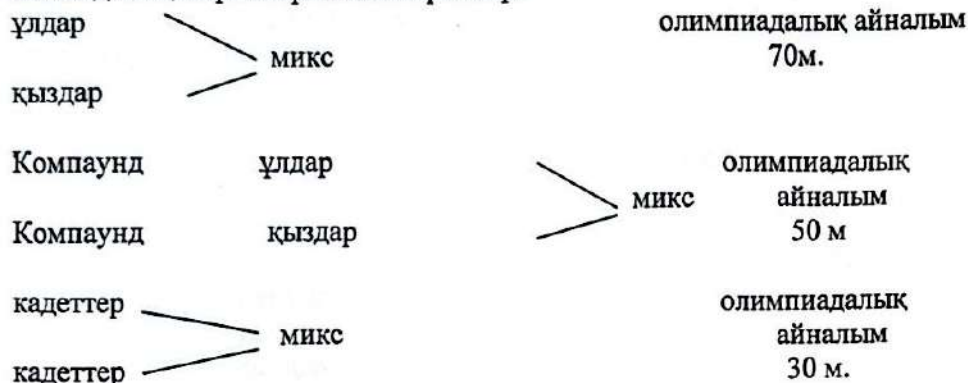 ұлдар олимпиадалық айналым
микс 70м.
қыздар
Компаунд ұлдар олимпиадалық
микс айналым
Компаунд қыздар 50 м
кадеттер олимпиадалық
микс айналым
кадеттер 30 м.